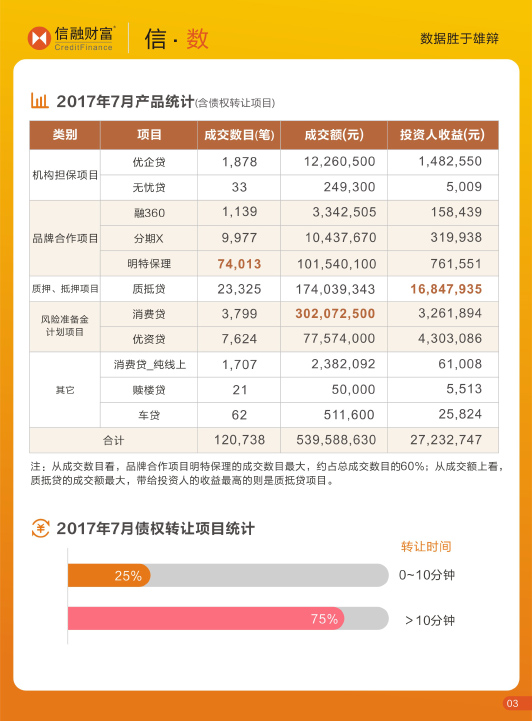 信融财富
CreditFinance
信·数
数据胜于雄辩
2017年7月产品统计(含债权转让项目)
类别 项目 成交数目(笔) 成交额(元) 投资人收益(元)
机构担保项目 优企贷 1,878 12,260,500 1,482,550
无忧贷 33 249,300 5,009
品牌合作项目 融360 1,139 3,342,505 158,439
分期X 9,977 10,437,670 319,938
明特保理 74,013 101,540,100 761,551
质押、抵押项目 质抵贷 23,325 174,039,343 16,847,935
风险准备金
计划项目
消费贷 3,799 302,072,500 3,261,894
优资贷 7,624 77,574,000 4,303,086
其它 消费贷_纯线上 1,707 2,382,092 61,008
赎楼贷 21 50,000 5,513
车贷 62 511,600 25,824
合计 120,738 539,588,630 27,232,747
注：从成交数目看，品牌合作项目明特保理的成交数目最大，约占总成交数目的60%；从成交额上看，
质抵贷的成交额最大，带给投资人的收益最高的则是质抵贷项目。
2017年7月债权转让项目统计
转让时间
25% 0~10分钟
75% >10分钟
03